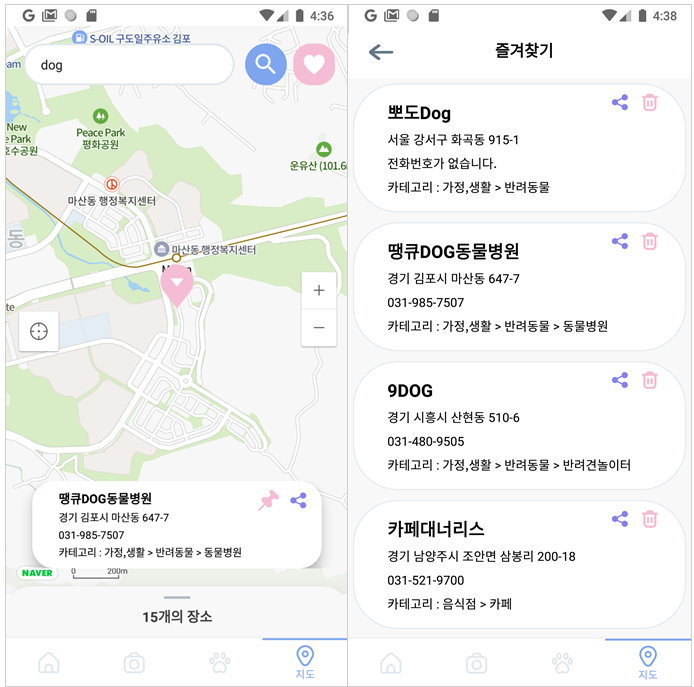 4:36
S-OIL 구도일주유소 김포
am
dog
New
e Park
호수공원
Peace Park
평화공원
운유산 (101.6
마산동 행정복지센터
동
마산동 행정복지센터
te
+
−
땡큐DOG동물병원
경기 김포시 마산동 647-7
031-985-7507
카테고리 : 가정,생활 > 반려동물 > 동물병원
NAVER
0 200m
15개의 장소
지도
4:38
즐겨찾기
뽀도Dog
서울 강서구 화곡동 915-1
전화번호가 없습니다.
카테고리 : 가정,생활 > 반려동물
땡큐DOG동물병원
경기 김포시 마산동 647-7
031-985-7507
카테고리 : 가정,생활 > 반려동물 > 동물병원
9DOG
경기 시흥시 산현동 510-6
031-480-9505
카테고리 : 가정,생활 > 반려동물 > 반려견놀이터
카페대너리스
경기 남양주시 조안면 삼봉리 200-18
031-521-9700
카테고리 : 음식점 > 카페
지도